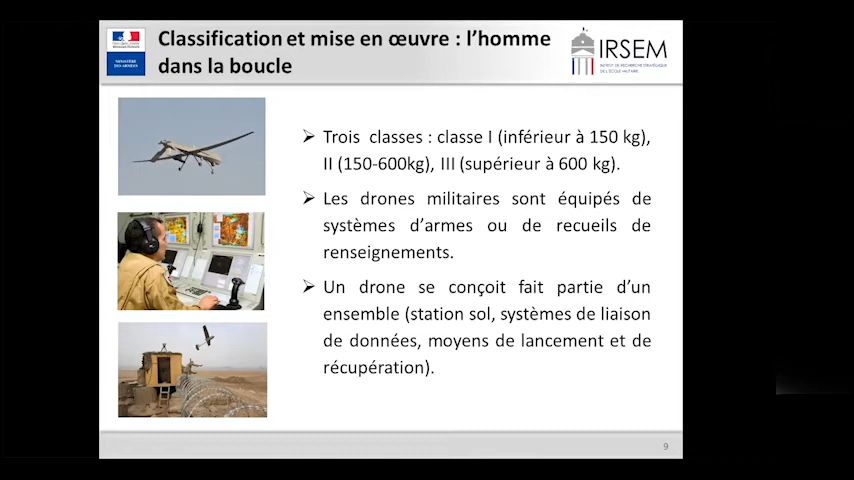 Classification et mise en œuvre : l’homme
dans la boucle
MINISTÈRE
DES ARMÉES
IRSEM
INSTITUT DE RECHERCHE STRATÉGIQUE
DE L'ÉCOLE MILITAIRE
➢ Trois classes : classe I (inférieur à 150 kg),
II (150-600kg), III (supérieur à 600 kg).
➢ Les drones militaires sont équipés de
systèmes d’armes ou de recueils de
renseignements.
➢ Un drone se conçoit fait partie d’un
ensemble (station sol, systèmes de liaison
de données, moyens de lancement et de
récupération).
9